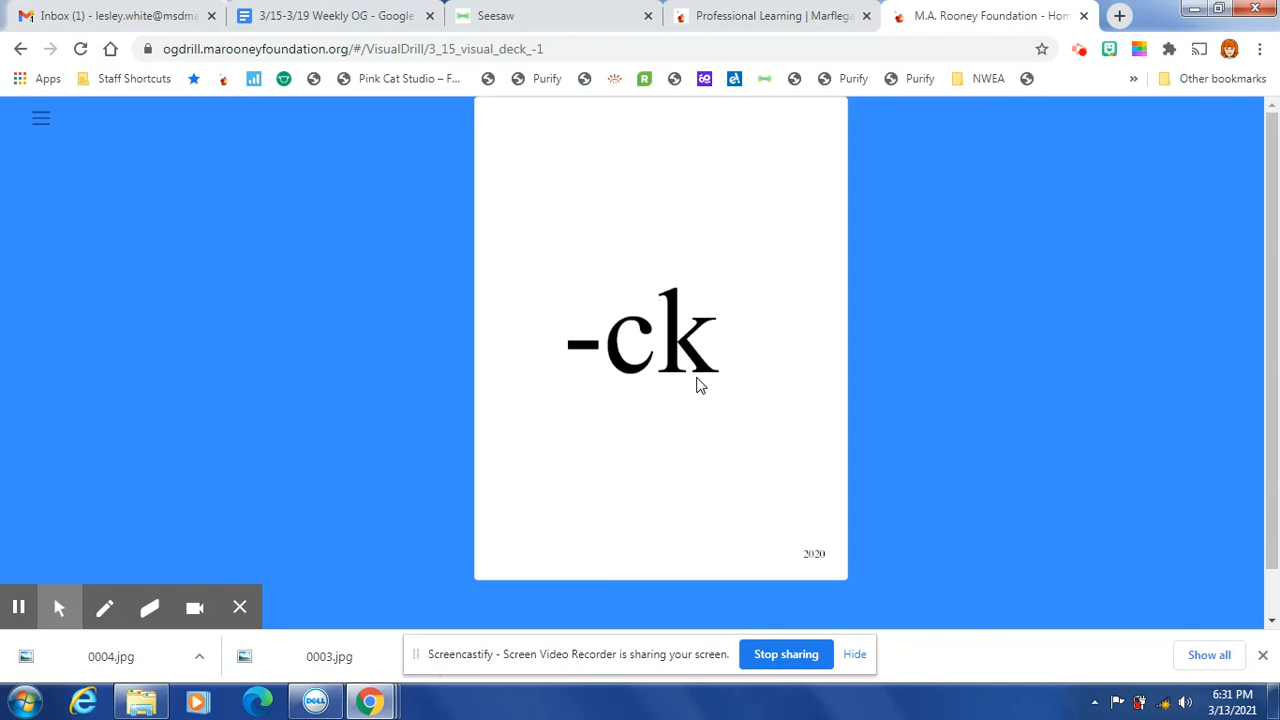 Inbox (1) - lesley.white@msdm
3/15-3/19 Weekly OG - Google
Seesaw
Professional Learning | Marflega
M.A. Rooney Foundation - Hom
ogdrill.marooneyfoundation.org/#/VisualDrill/3_15_visual_deck_-1
Apps
Staff Shortcuts
Pink Cat Studio – F...
Purify
Purify
Purify
NWEA
»
Other bookmarks
-ck
2020
0004.jpg
0003.jpg
Screencastify - Screen Video Recorder is sharing your screen.
Stop sharing
Hide
Show all
6:31 PM
3/13/2021